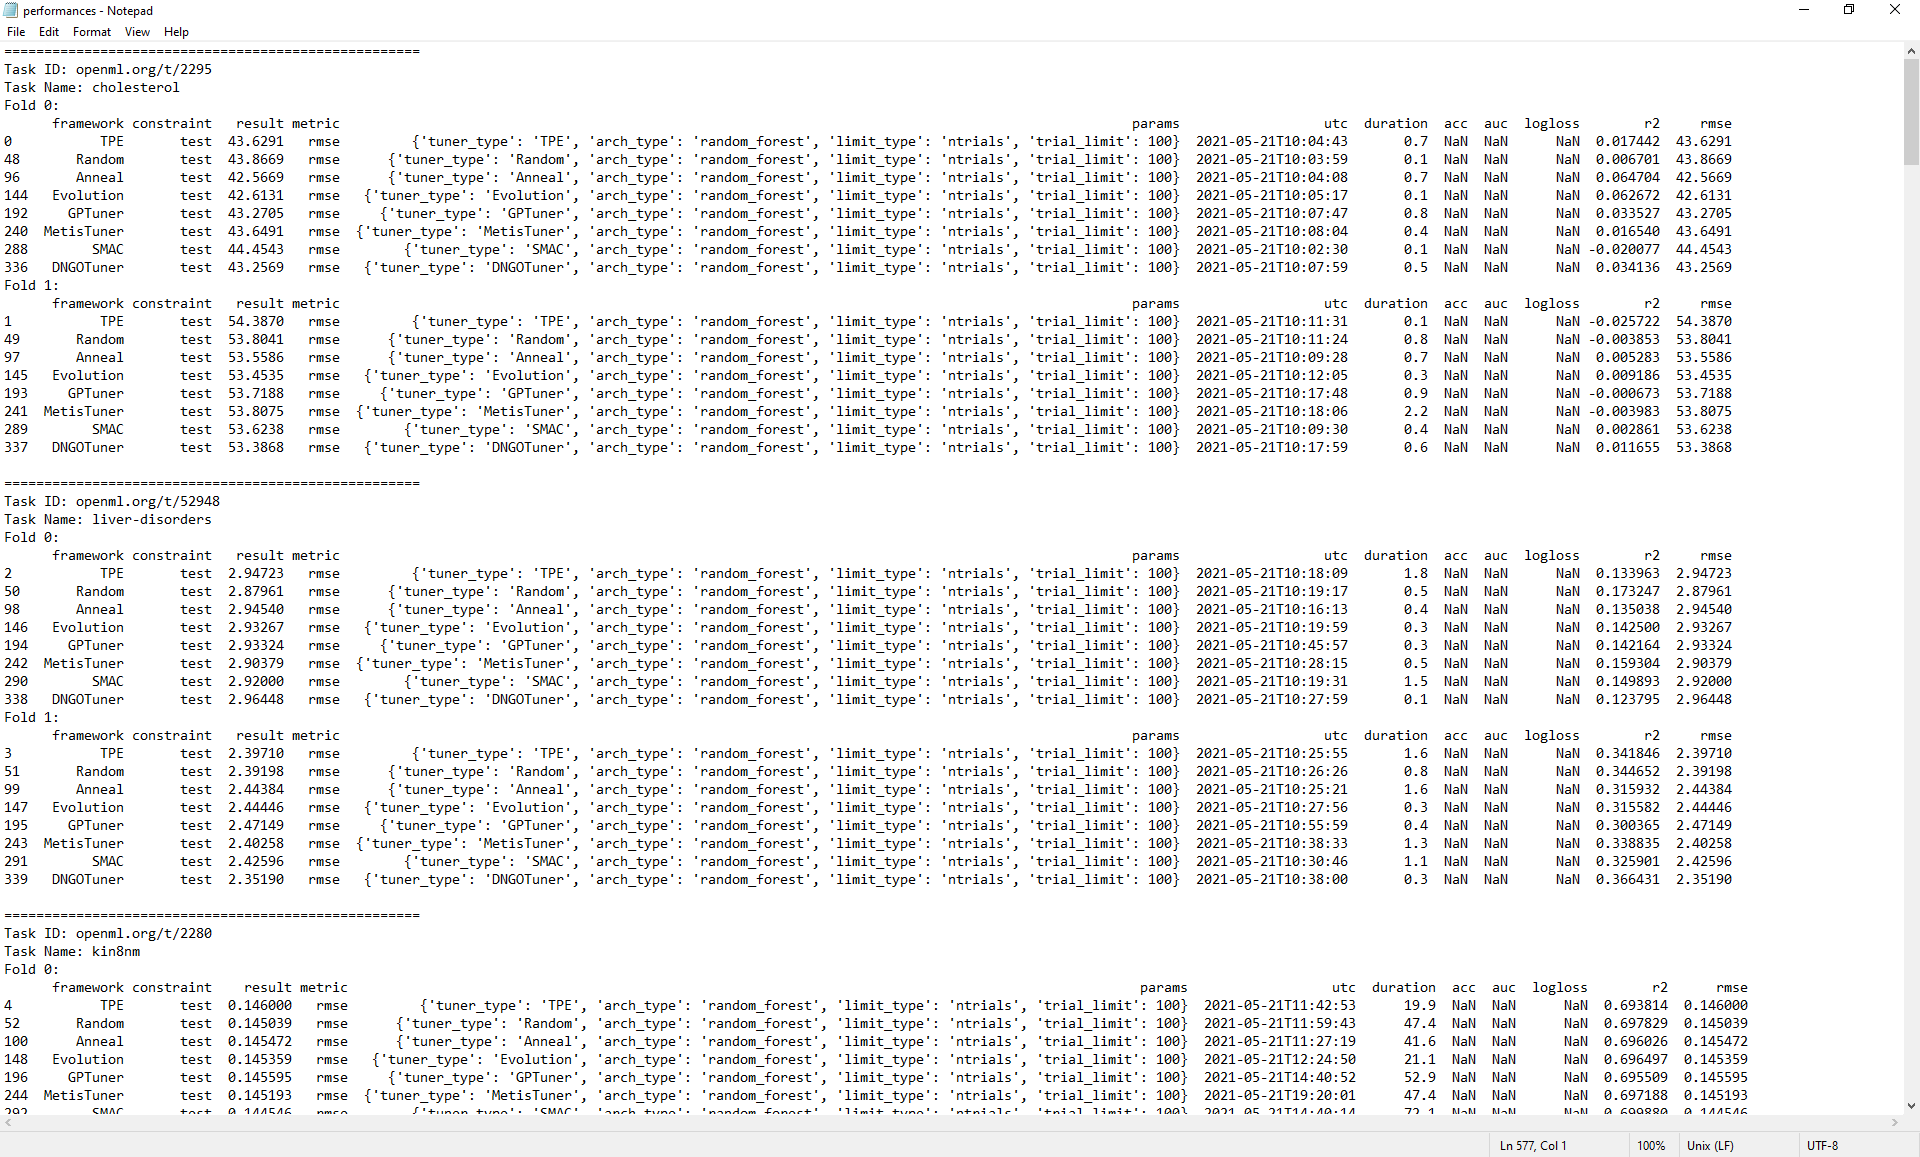 performances - Notepad
File Edit Format View Help
====================================================
Task ID: openml.org/t/2295
Task Name: cholesterol
Fold 0:
framework constraint result metric params utc duration acc auc logloss r2 rmse
0 TPE test 43.6291 rmse {'tuner_type': 'TPE', 'arch_type': 'random_forest', 'limit_type': 'ntrials', 'trial_limit': 100} 2021-05-21T10:04:43 0.7 NaN NaN NaN 0.017442 43.6291
48 Random test 43.8669 rmse {'tuner_type': 'Random', 'arch_type': 'random_forest', 'limit_type': 'ntrials', 'trial_limit': 100} 2021-05-21T10:03:59 0.1 NaN NaN NaN 0.006701 43.8669
96 Anneal test 42.5669 rmse {'tuner_type': 'Anneal', 'arch_type': 'random_forest', 'limit_type': 'ntrials', 'trial_limit': 100} 2021-05-21T10:04:08 0.7 NaN NaN NaN 0.064704 42.5669
144 Evolution test 42.6131 rmse {'tuner_type': 'Evolution', 'arch_type': 'random_forest', 'limit_type': 'ntrials', 'trial_limit': 100} 2021-05-21T10:05:17 0.1 NaN NaN NaN 0.062672 42.6131
192 GPTuner test 43.2705 rmse {'tuner_type': 'GPTuner', 'arch_type': 'random_forest', 'limit_type': 'ntrials', 'trial_limit': 100} 2021-05-21T10:07:47 0.8 NaN NaN NaN 0.033527 43.2705
240 MetisTuner test 43.6491 rmse {'tuner_type': 'MetisTuner', 'arch_type': 'random_forest', 'limit_type': 'ntrials', 'trial_limit': 100} 2021-05-21T10:08:04 0.4 NaN NaN NaN 0.016540 43.6491
288 SMAC test 44.4543 rmse {'tuner_type': 'SMAC', 'arch_type': 'random_forest', 'limit_type': 'ntrials', 'trial_limit': 100} 2021-05-21T10:02:30 0.1 NaN NaN NaN -0.020077 44.4543
336 DNGOTuner test 43.2569 rmse {'tuner_type': 'DNGOTuner', 'arch_type': 'random_forest', 'limit_type': 'ntrials', 'trial_limit': 100} 2021-05-21T10:07:59 0.5 NaN NaN NaN 0.034136 43.2569
Fold 1:
framework constraint result metric params utc duration acc auc logloss r2 rmse
1 TPE test 54.3870 rmse {'tuner_type': 'TPE', 'arch_type': 'random_forest', 'limit_type': 'ntrials', 'trial_limit': 100} 2021-05-21T10:11:31 0.1 NaN NaN NaN -0.025722 54.3870
49 Random test 53.8041 rmse {'tuner_type': 'Random', 'arch_type': 'random_forest', 'limit_type': 'ntrials', 'trial_limit': 100} 2021-05-21T10:11:24 0.8 NaN NaN NaN -0.003853 53.8041
97 Anneal test 53.5586 rmse {'tuner_type': 'Anneal', 'arch_type': 'random_forest', 'limit_type': 'ntrials', 'trial_limit': 100} 2021-05-21T10:09:28 0.7 NaN NaN NaN 0.005283 53.5586
145 Evolution test 53.4535 rmse {'tuner_type': 'Evolution', 'arch_type': 'random_forest', 'limit_type': 'ntrials', 'trial_limit': 100} 2021-05-21T10:12:05 0.3 NaN NaN NaN 0.009186 53.4535
193 GPTuner test 53.7188 rmse {'tuner_type': 'GPTuner', 'arch_type': 'random_forest', 'limit_type': 'ntrials', 'trial_limit': 100} 2021-05-21T10:17:48 0.9 NaN NaN NaN -0.000673 53.7188
241 MetisTuner test 53.8075 rmse {'tuner_type': 'MetisTuner', 'arch_type': 'random_forest', 'limit_type': 'ntrials', 'trial_limit': 100} 2021-05-21T10:18:06 2.2 NaN NaN NaN -0.003983 53.8075
289 SMAC test 53.6238 rmse {'tuner_type': 'SMAC', 'arch_type': 'random_forest', 'limit_type': 'ntrials', 'trial_limit': 100} 2021-05-21T10:09:30 0.4 NaN NaN NaN 0.002861 53.6238
337 DNGOTuner test 53.3868 rmse {'tuner_type': 'DNGOTuner', 'arch_type': 'random_forest', 'limit_type': 'ntrials', 'trial_limit': 100} 2021-05-21T10:17:59 0.6 NaN NaN NaN 0.011655 53.3868
====================================================
Task ID: openml.org/t/52948
Task Name: liver-disorders
Fold 0:
framework constraint result metric params utc duration acc auc logloss r2 rmse
2 TPE test 2.94723 rmse {'tuner_type': 'TPE', 'arch_type': 'random_forest', 'limit_type': 'ntrials', 'trial_limit': 100} 2021-05-21T10:18:09 1.8 NaN NaN NaN 0.133963 2.94723
50 Random test 2.87961 rmse {'tuner_type': 'Random', 'arch_type': 'random_forest', 'limit_type': 'ntrials', 'trial_limit': 100} 2021-05-21T10:19:17 0.5 NaN NaN NaN 0.173247 2.87961
98 Anneal test 2.94540 rmse {'tuner_type': 'Anneal', 'arch_type': 'random_forest', 'limit_type': 'ntrials', 'trial_limit': 100} 2021-05-21T10:16:13 0.4 NaN NaN NaN 0.135038 2.94540
146 Evolution test 2.93267 rmse {'tuner_type': 'Evolution', 'arch_type': 'random_forest', 'limit_type': 'ntrials', 'trial_limit': 100} 2021-05-21T10:19:59 0.3 NaN NaN NaN 0.142500 2.93267
194 GPTuner test 2.93324 rmse {'tuner_type': 'GPTuner', 'arch_type': 'random_forest', 'limit_type': 'ntrials', 'trial_limit': 100} 2021-05-21T10:45:57 0.3 NaN NaN NaN 0.142164 2.93324
242 MetisTuner test 2.90379 rmse {'tuner_type': 'MetisTuner', 'arch_type': 'random_forest', 'limit_type': 'ntrials', 'trial_limit': 100} 2021-05-21T10:28:15 0.5 NaN NaN NaN 0.159304 2.90379
290 SMAC test 2.92000 rmse {'tuner_type': 'SMAC', 'arch_type': 'random_forest', 'limit_type': 'ntrials', 'trial_limit': 100} 2021-05-21T10:19:31 1.5 NaN NaN NaN 0.149893 2.92000
338 DNGOTuner test 2.96448 rmse {'tuner_type': 'DNGOTuner', 'arch_type': 'random_forest', 'limit_type': 'ntrials', 'trial_limit': 100} 2021-05-21T10:27:59 0.1 NaN NaN NaN 0.123795 2.96448
Fold 1:
framework constraint result metric params utc duration acc auc logloss r2 rmse
3 TPE test 2.39710 rmse {'tuner_type': 'TPE', 'arch_type': 'random_forest', 'limit_type': 'ntrials', 'trial_limit': 100} 2021-05-21T10:25:55 1.6 NaN NaN NaN 0.341846 2.39710
51 Random test 2.39198 rmse {'tuner_type': 'Random', 'arch_type': 'random_forest', 'limit_type': 'ntrials', 'trial_limit': 100} 2021-05-21T10:26:26 0.8 NaN NaN NaN 0.344652 2.39198
99 Anneal test 2.44384 rmse {'tuner_type': 'Anneal', 'arch_type': 'random_forest', 'limit_type': 'ntrials', 'trial_limit': 100} 2021-05-21T10:25:21 1.6 NaN NaN NaN 0.315932 2.44384
147 Evolution test 2.44446 rmse {'tuner_type': 'Evolution', 'arch_type': 'random_forest', 'limit_type': 'ntrials', 'trial_limit': 100} 2021-05-21T10:27:56 0.3 NaN NaN NaN 0.315582 2.44446
195 GPTuner test 2.47149 rmse {'tuner_type': 'GPTuner', 'arch_type': 'random_forest', 'limit_type': 'ntrials', 'trial_limit': 100} 2021-05-21T10:55:59 0.4 NaN NaN NaN 0.300365 2.47149
243 MetisTuner test 2.40258 rmse {'tuner_type': 'MetisTuner', 'arch_type': 'random_forest', 'limit_type': 'ntrials', 'trial_limit': 100} 2021-05-21T10:38:33 1.3 NaN NaN NaN 0.338835 2.40258
291 SMAC test 2.42596 rmse {'tuner_type': 'SMAC', 'arch_type': 'random_forest', 'limit_type': 'ntrials', 'trial_limit': 100} 2021-05-21T10:30:46 1.1 NaN NaN NaN 0.325901 2.42596
339 DNGOTuner test 2.35190 rmse {'tuner_type': 'DNGOTuner', 'arch_type': 'random_forest', 'limit_type': 'ntrials', 'trial_limit': 100} 2021-05-21T10:38:00 0.3 NaN NaN NaN 0.366431 2.35190
====================================================
Task ID: openml.org/t/2280
Task Name: kin8nm
Fold 0:
framework constraint result metric params utc duration acc auc logloss r2 rmse
4 TPE test 0.146000 rmse {'tuner_type': 'TPE', 'arch_type': 'random_forest', 'limit_type': 'ntrials', 'trial_limit': 100} 2021-05-21T11:42:53 19.9 NaN NaN NaN 0.693814 0.146000
52 Random test 0.145039 rmse {'tuner_type': 'Random', 'arch_type': 'random_forest', 'limit_type': 'ntrials', 'trial_limit': 100} 2021-05-21T11:59:43 47.4 NaN NaN NaN 0.697829 0.145039
100 Anneal test 0.145472 rmse {'tuner_type': 'Anneal', 'arch_type': 'random_forest', 'limit_type': 'ntrials', 'trial_limit': 100} 2021-05-21T11:27:19 41.6 NaN NaN NaN 0.696026 0.145472
148 Evolution test 0.145359 rmse {'tuner_type': 'Evolution', 'arch_type': 'random_forest', 'limit_type': 'ntrials', 'trial_limit': 100} 2021-05-21T12:24:50 21.1 NaN NaN NaN 0.696497 0.145359
196 GPTuner test 0.145595 rmse {'tuner_type': 'GPTuner', 'arch_type': 'random_forest', 'limit_type': 'ntrials', 'trial_limit': 100} 2021-05-21T14:40:52 52.9 NaN NaN NaN 0.695509 0.145595
244 MetisTuner test 0.145193 rmse {'tuner_type': 'MetisTuner', 'arch_type': 'random_forest', 'limit_type': 'ntrials', 'trial_limit': 100} 2021-05-21T19:20:01 47.4 NaN NaN NaN 0.697188 0.145193
292 SMAC test 0.144546 rmse {'tuner_type': 'SMAC', 'arch_type': 'random_forest', 'limit_type': 'ntrials', 'trial_limit': 100} 2021-05-21T14:40:14 72.1 NaN NaN NaN 0.699880 0.144546
Ln 577, Col 1 100% Unix (LF) UTF-8